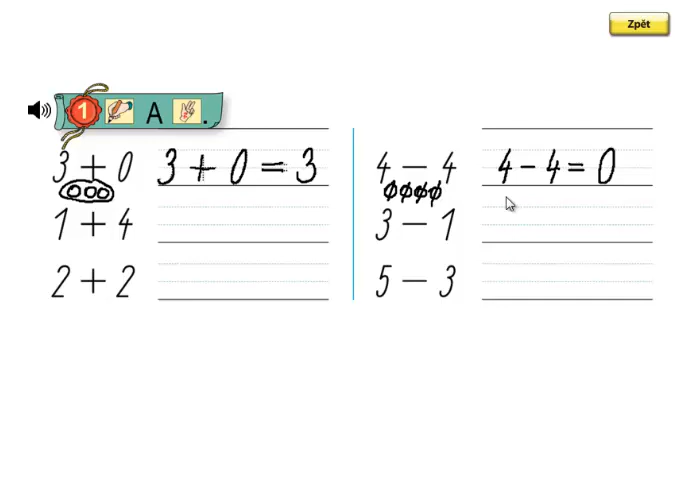 Zpět
1 A .
3 + 0 3 + 0 = 3
1 + 4
2 + 2
4 − 4 4 − 4 = 0
3 − 1
5 − 3